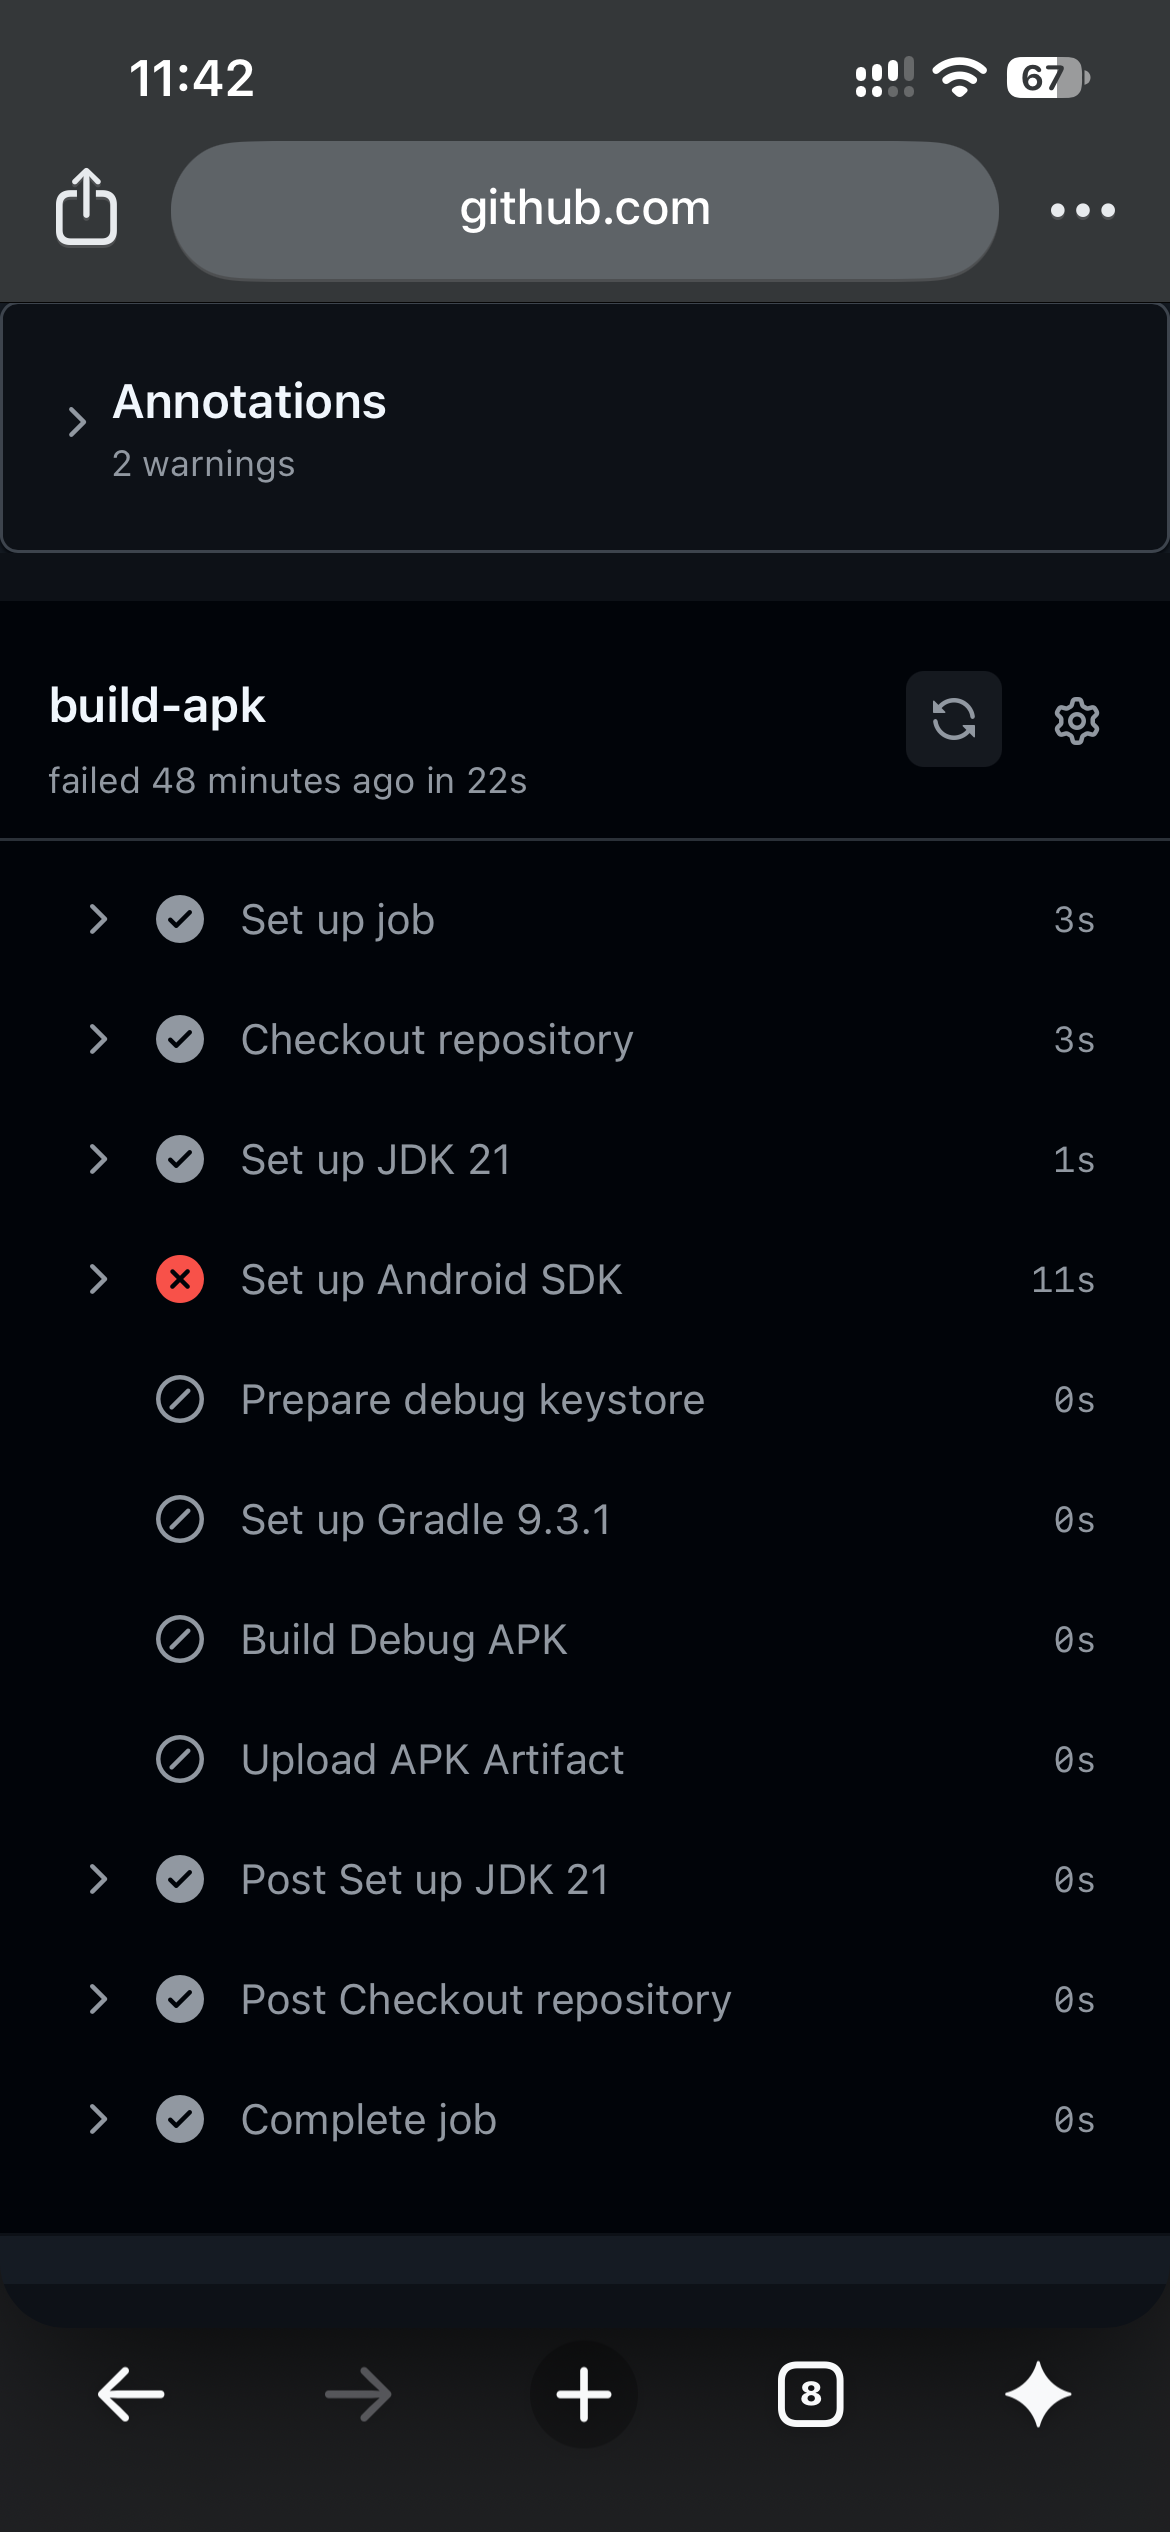 11:42
67
github.com
Annotations
2 warnings
build-apk
failed 48 minutes ago in 22s
Set up job 3s
Checkout repository 3s
Set up JDK 21 1s
Set up Android SDK 11s
Prepare debug keystore 0s
Set up Gradle 9.3.1 0s
Build Debug APK 0s
Upload APK Artifact 0s
Post Set up JDK 21 0s
Post Checkout repository 0s
Complete job 0s
8